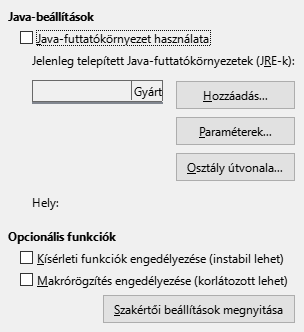 Java-beállítások
Java-futtatókörnyezet használata
Jelenleg telepített Java-futtatókörnyezetek (JRE-k):
Gyárt
Hozzáadás...
Paraméterek...
Osztály útvonala...
Hely:
Opcionális funkciók
Kísérleti funkciók engedélyezése (instabil lehet)
Makrórögzítés engedélyezése (korlátozott lehet)
Szakértői beállítások megnyitása